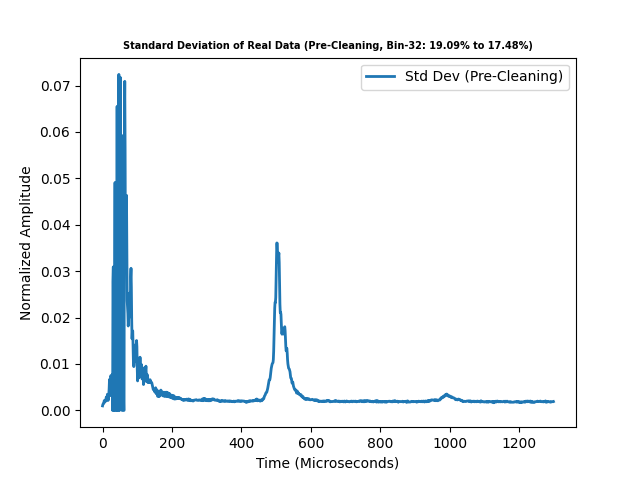 Standard Deviation of Real Data (Pre-Cleaning, Bin-32: 19.09% to 17.48%)
Std Dev (Pre-Cleaning)
Normalized Amplitude
0.07
0.06
0.05
0.04
0.03
0.02
0.01
0.00
0 200 400 600 800 1000 1200
Time (Microseconds)